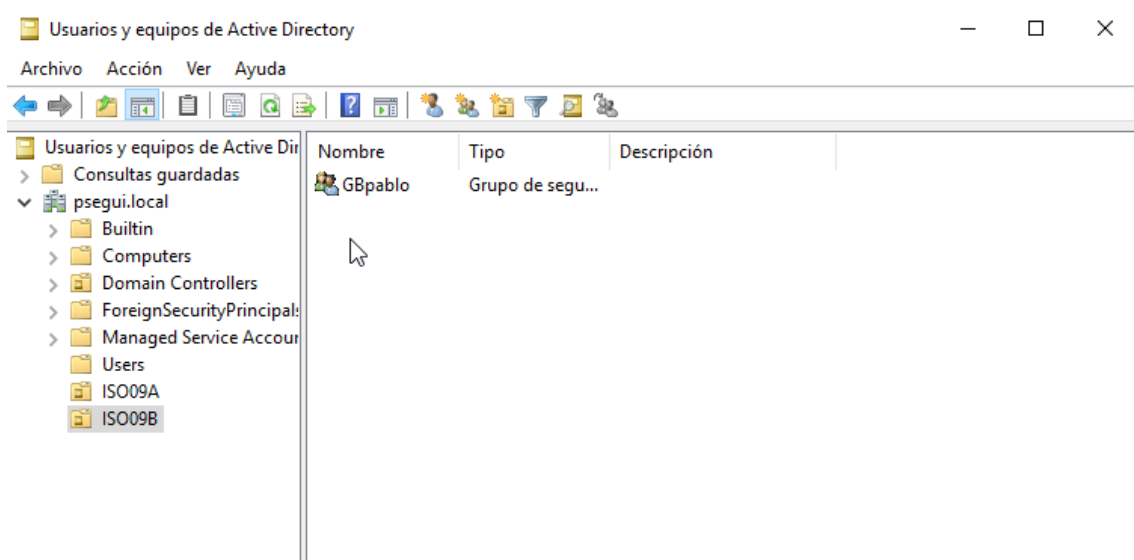 Usuarios y equipos de Active Directory
Archivo Acción Ver Ayuda
Usuarios y equipos de Active Dir
Consultas guardadas
psegui.local
Builtin
Computers
Domain Controllers
ForeignSecurityPrincipals
Managed Service Accour
Users
ISO09A
ISO09B
Nombre Tipo Descripción
GBpablo Grupo de segu...